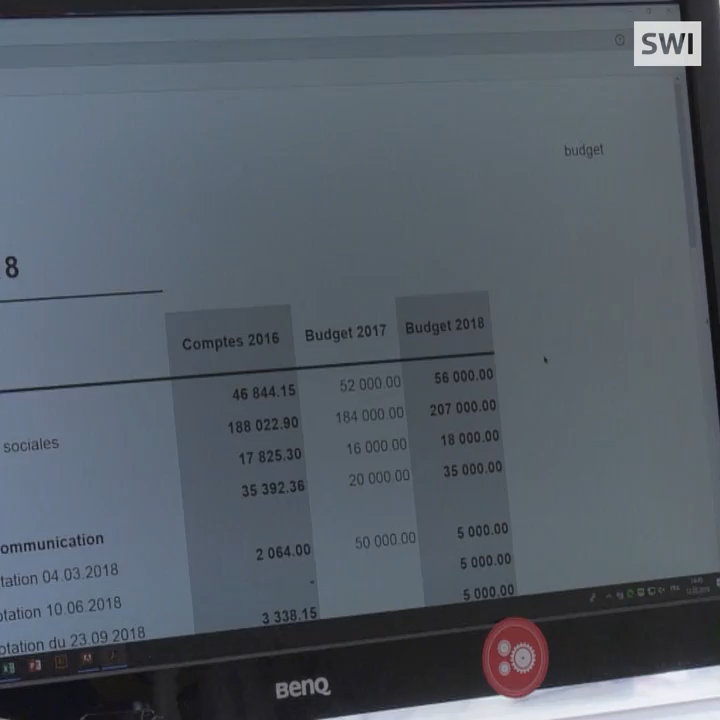 SWI
budget
8
Comptes 2016 Budget 2017 Budget 2018
46 844.15 52 000.00 56 000.00
sociales 188 022.90 184 000.00 207 000.00
17 825.30 16 000.00 18 000.00
35 392.36 20 000.00 35 000.00
ommunication
tation 04.03.2018 2 064.00 50 000.00 5 000.00
otation 10.06.2018 - 5 000.00
otation du 23.09 2018 3 338.15 5 000.00
BenQ